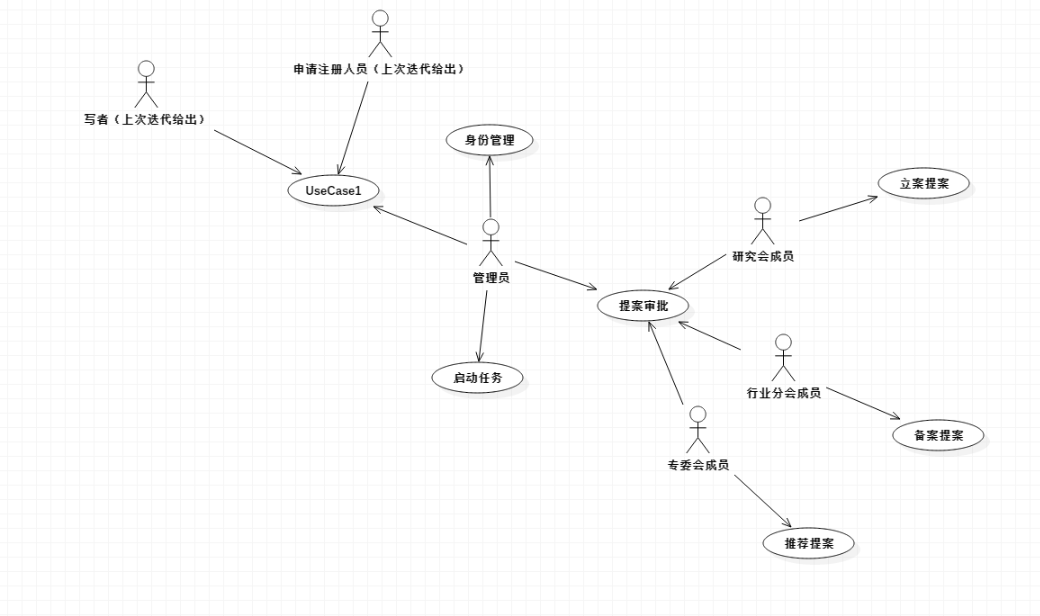 申请注册人员（上次迭代给出）
写者（上次迭代给出）
身份管理
UseCase1
立案提案
研究会成员
管理员
提案审批
启动任务
行业分会成员
备案提案
专委会成员
推荐提案